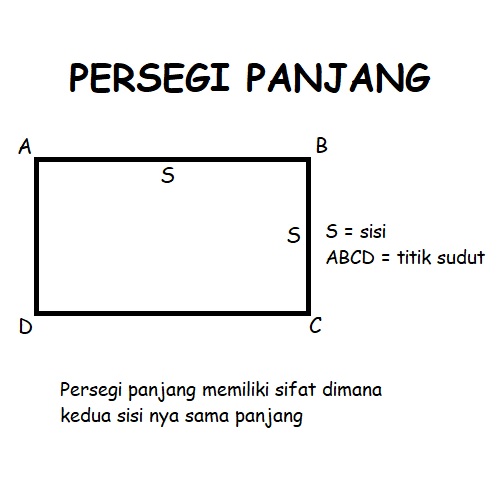 PERSEGI PANJANG
A
B
S
S
S = sisi
ABCD = titik sudut
D
C
Persegi panjang memiliki sifat dimana
kedua sisi nya sama panjang